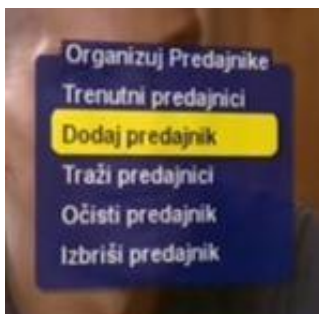 Organizuj Predajnike
Trenutni predajnici
Dodaj predajnik
Traži predajnici
Očisti predajnik
Izbriši predajnik